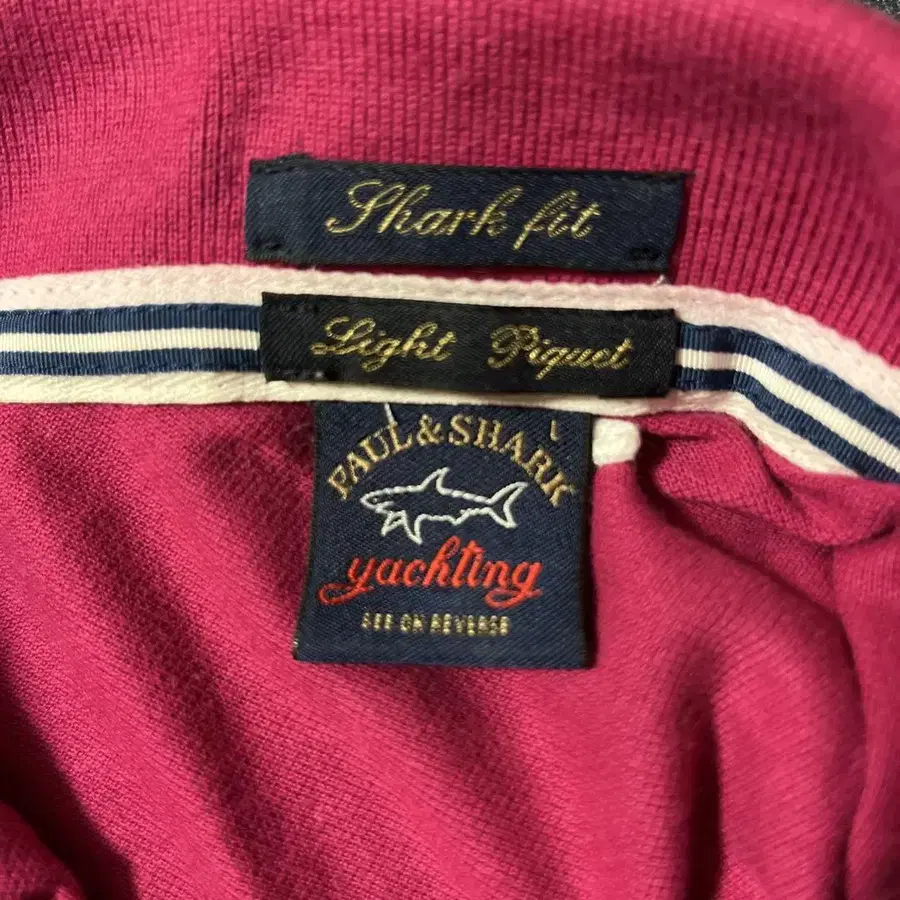 Shark fit
Light Piquet
L
PAUL & SHARK
yachting
SEE ON REVERSE